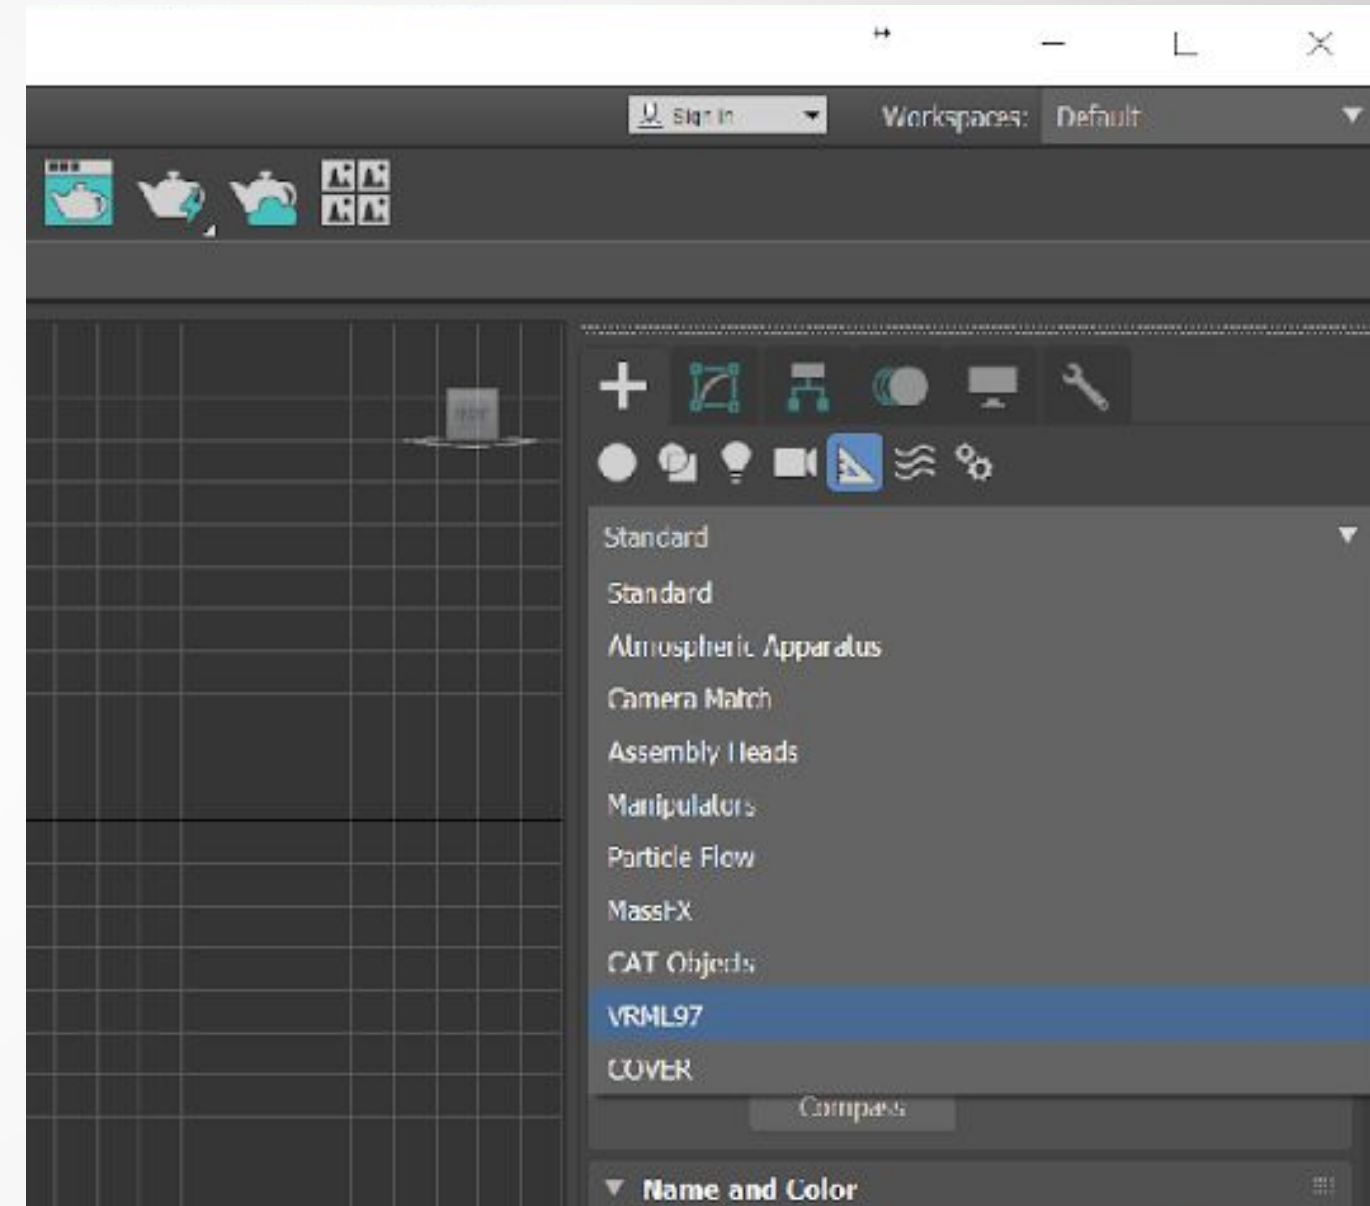 Sign In
Workspaces: Default
Standard
Standard
Atmospheric Apparatus
Camera Match
Assembly Heads
Manipulators
Particle Flow
MassFX
CAT Objects
VRML97
COVER
Compass
Name and Color